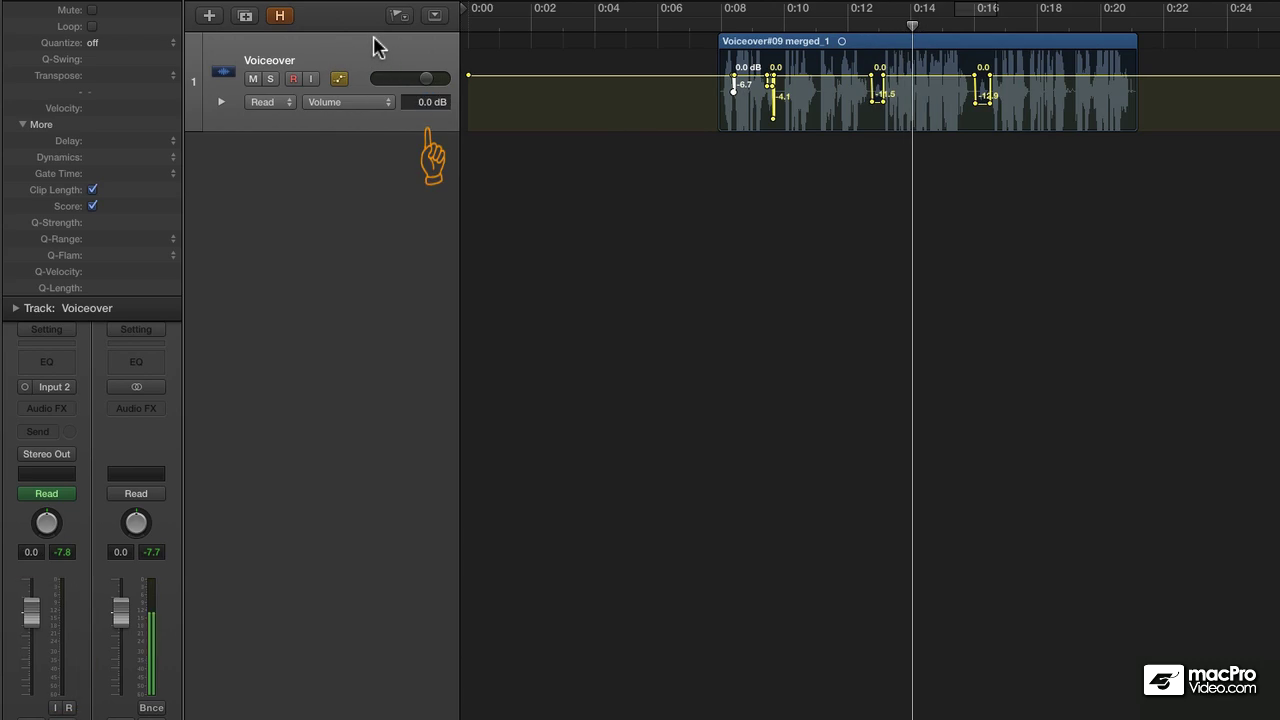 Mute:
Loop:
Quantize: off
Q-Swing:
Transpose:
Velocity:
More
Delay:
Dynamics:
Gate Time:
Clip Length:
Score:
Q-Strength:
Q-Range:
Q-Flam:
Q-Velocity:
Q-Length:
Track: Voiceover
Setting Setting
EQ EQ
Input 2
Audio FX Audio FX
Send
Stereo Out
Read Read
0.0 -7.8 0.0 -7.7
I R Bnce
H
1
Voiceover
M S R I
Read Volume 0.0 dB
0:00 0:02 0:04 0:06 0:08 0:10 0:12 0:14 0:16 0:18 0:20 0:22 0:24
Voiceover#09 merged_1
0.0 dB 0.0 0.0 0.0
-6.7 -4.1 -11.5 -12.9
macPro
Video.com